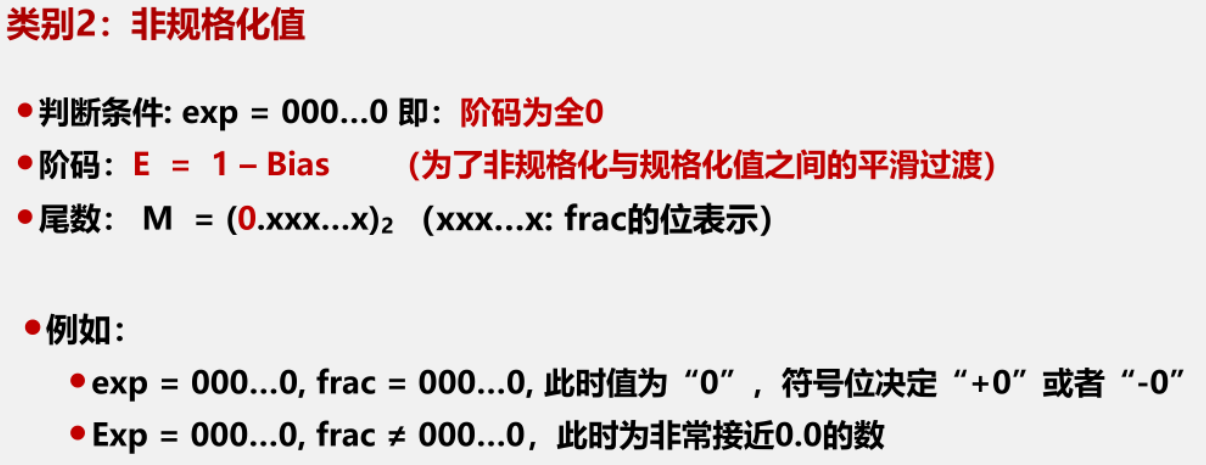 类别2：非规格化值
•判断条件: exp = 000…0 即：阶码为全0
•阶码：E = 1 – Bias （为了非规格化与规格化值之间的平滑过渡）
•尾数： M = (0.xxx…x)₂ （xxx…x: frac的位表示）
•例如：
•exp = 000…0, frac = 000…0, 此时值为“0”，符号位决定“+0”或者“-0”
•Exp = 000…0, frac ≠ 000…0，此时为非常接近0.0的数